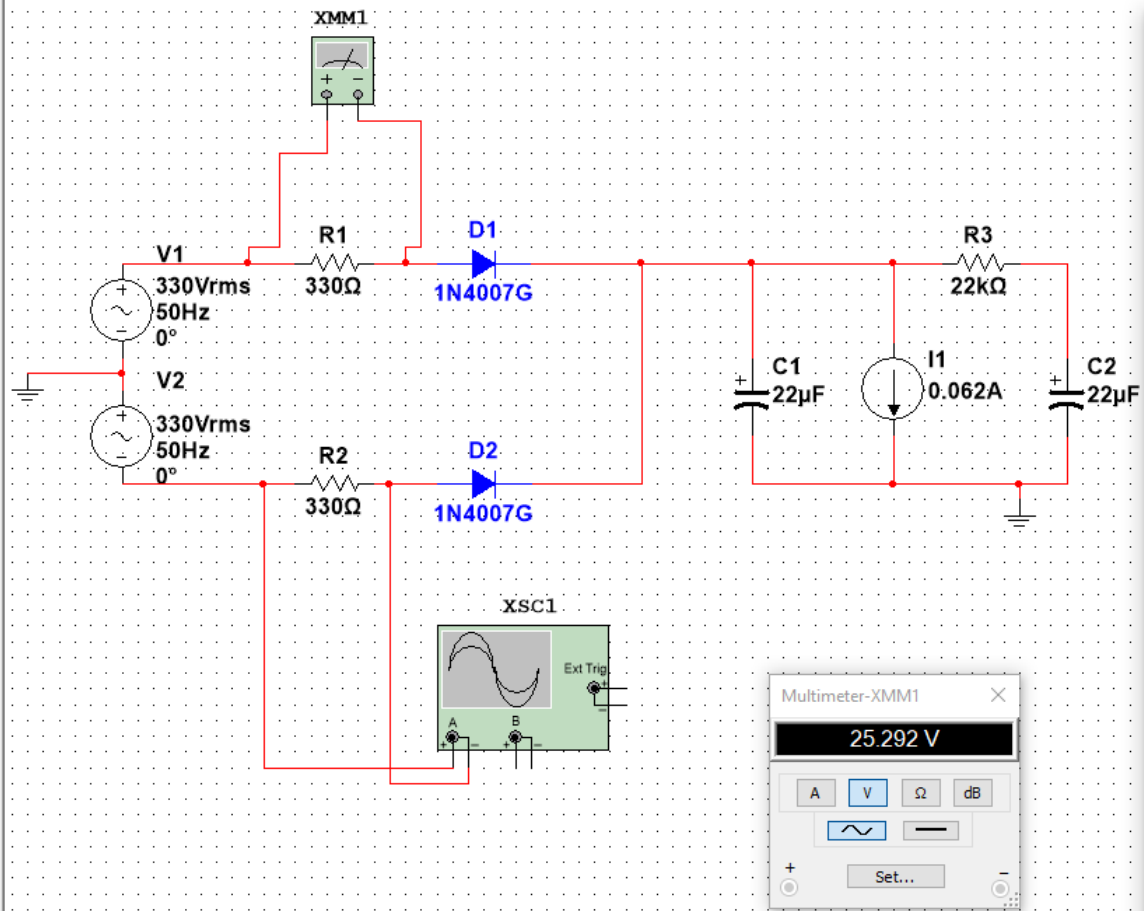 XMM1
+ −
V1
330Vrms
50Hz
0°
R1
330Ω
D1
1N4007G
R3
22kΩ
V2
330Vrms
50Hz
0°
C1
22µF
I1
0.062A
C2
22µF
R2
330Ω
D2
1N4007G
XSC1
Ext Trig
A
B
Multimeter-XMM1
25.292 V
A V Ω dB
Set...
+ −